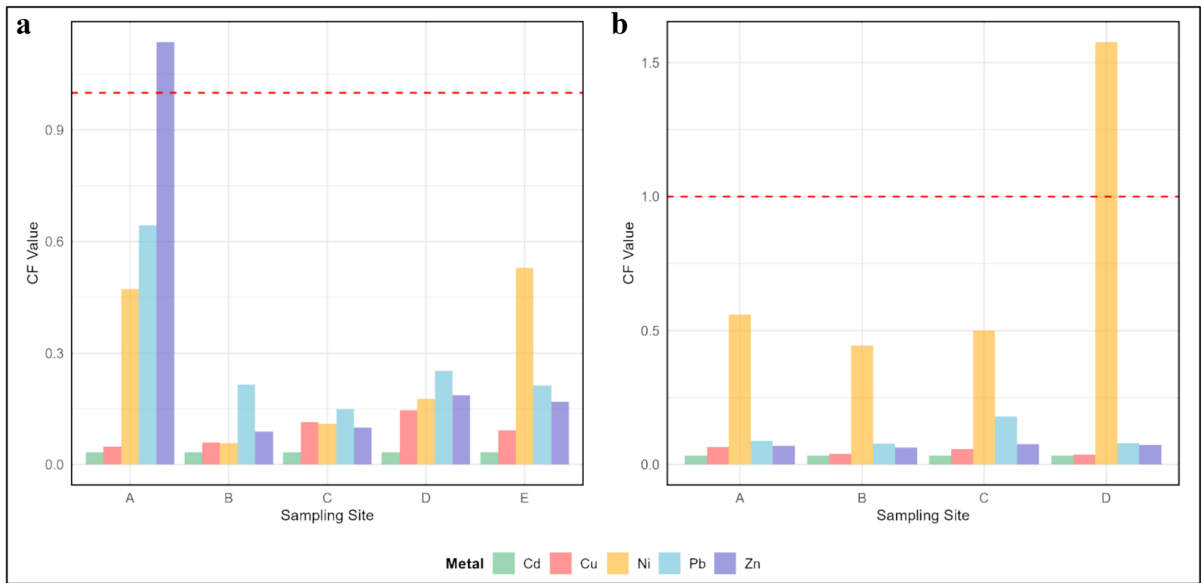 a
b
CF Value
0.9
0.6
0.3
0.0
A B C D E
Sampling Site
CF Value
1.5
1.0
0.5
0.0
A B C D
Sampling Site
Metal Cd Cu Ni Pb Zn